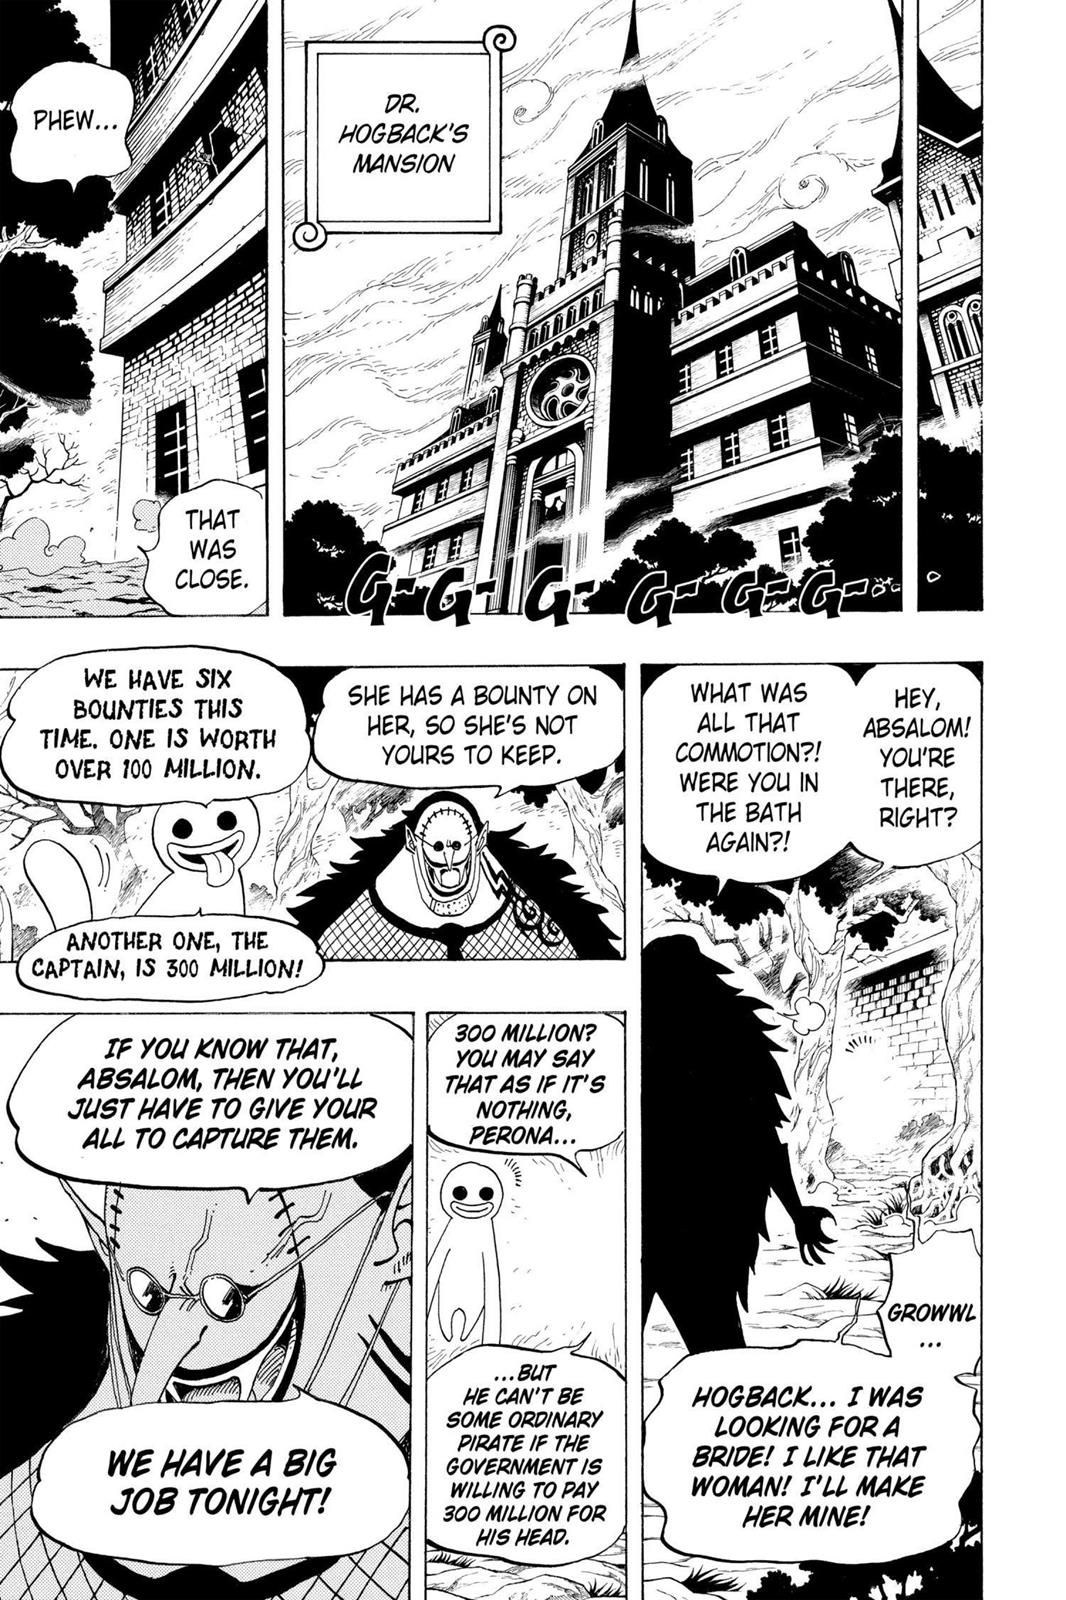 DR.
HOGBACK'S
MANSION
G- G- G- G- G- G-
PHEW...
THAT
WAS
CLOSE.
HEY,
ABSALOM!
YOU'RE
THERE,
RIGHT?
WHAT WAS
ALL THAT
COMMOTION?!
WERE YOU IN
THE BATH
AGAIN?!
GROWWL
...
HOGBACK... I WAS
LOOKING FOR A
BRIDE! I LIKE THAT
WOMAN! I'LL MAKE
HER MINE!
SHE HAS A BOUNTY ON
HER, SO SHE'S NOT
YOURS TO KEEP.
WE HAVE SIX
BOUNTIES THIS
TIME. ONE IS WORTH
OVER 100 MILLION.
ANOTHER ONE, THE
CAPTAIN, IS 300 MILLION!
300 MILLION?
YOU MAY SAY
THAT AS IF IT'S
NOTHING,
PERONA...
...BUT
HE CAN'T BE
SOME ORDINARY
PIRATE IF THE
GOVERNMENT IS
WILLING TO PAY
300 MILLION FOR
HIS HEAD.
IF YOU KNOW THAT,
ABSALOM, THEN YOU'LL
JUST HAVE TO GIVE YOUR
ALL TO CAPTURE THEM.
WE HAVE A BIG
JOB TONIGHT!